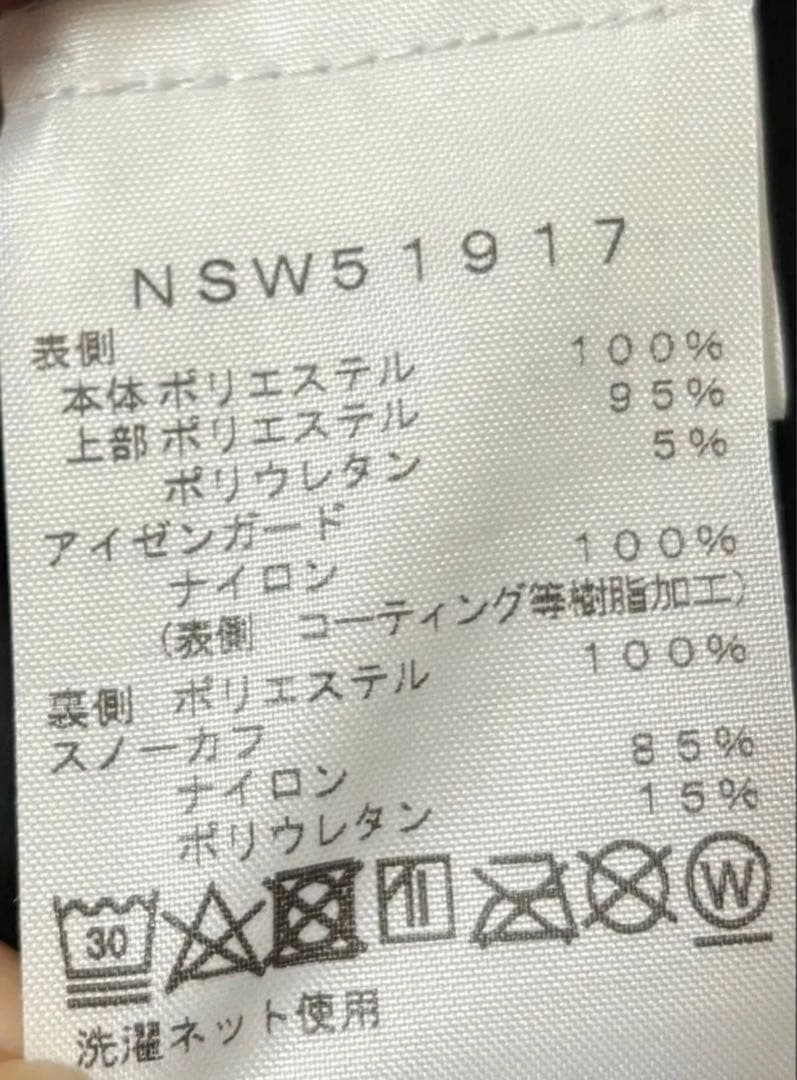 NSW51917
表側
本体 ポリエステル 100%
上部 ポリエステル 95%
ポリウレタン 5%
アイゼンガード
ナイロン 100%
(表側 コーティング等樹脂加工)
裏側 ポリエステル 100%
スノーカフ
ナイロン 85%
ポリウレタン 15%
30 W
洗濯ネット使用